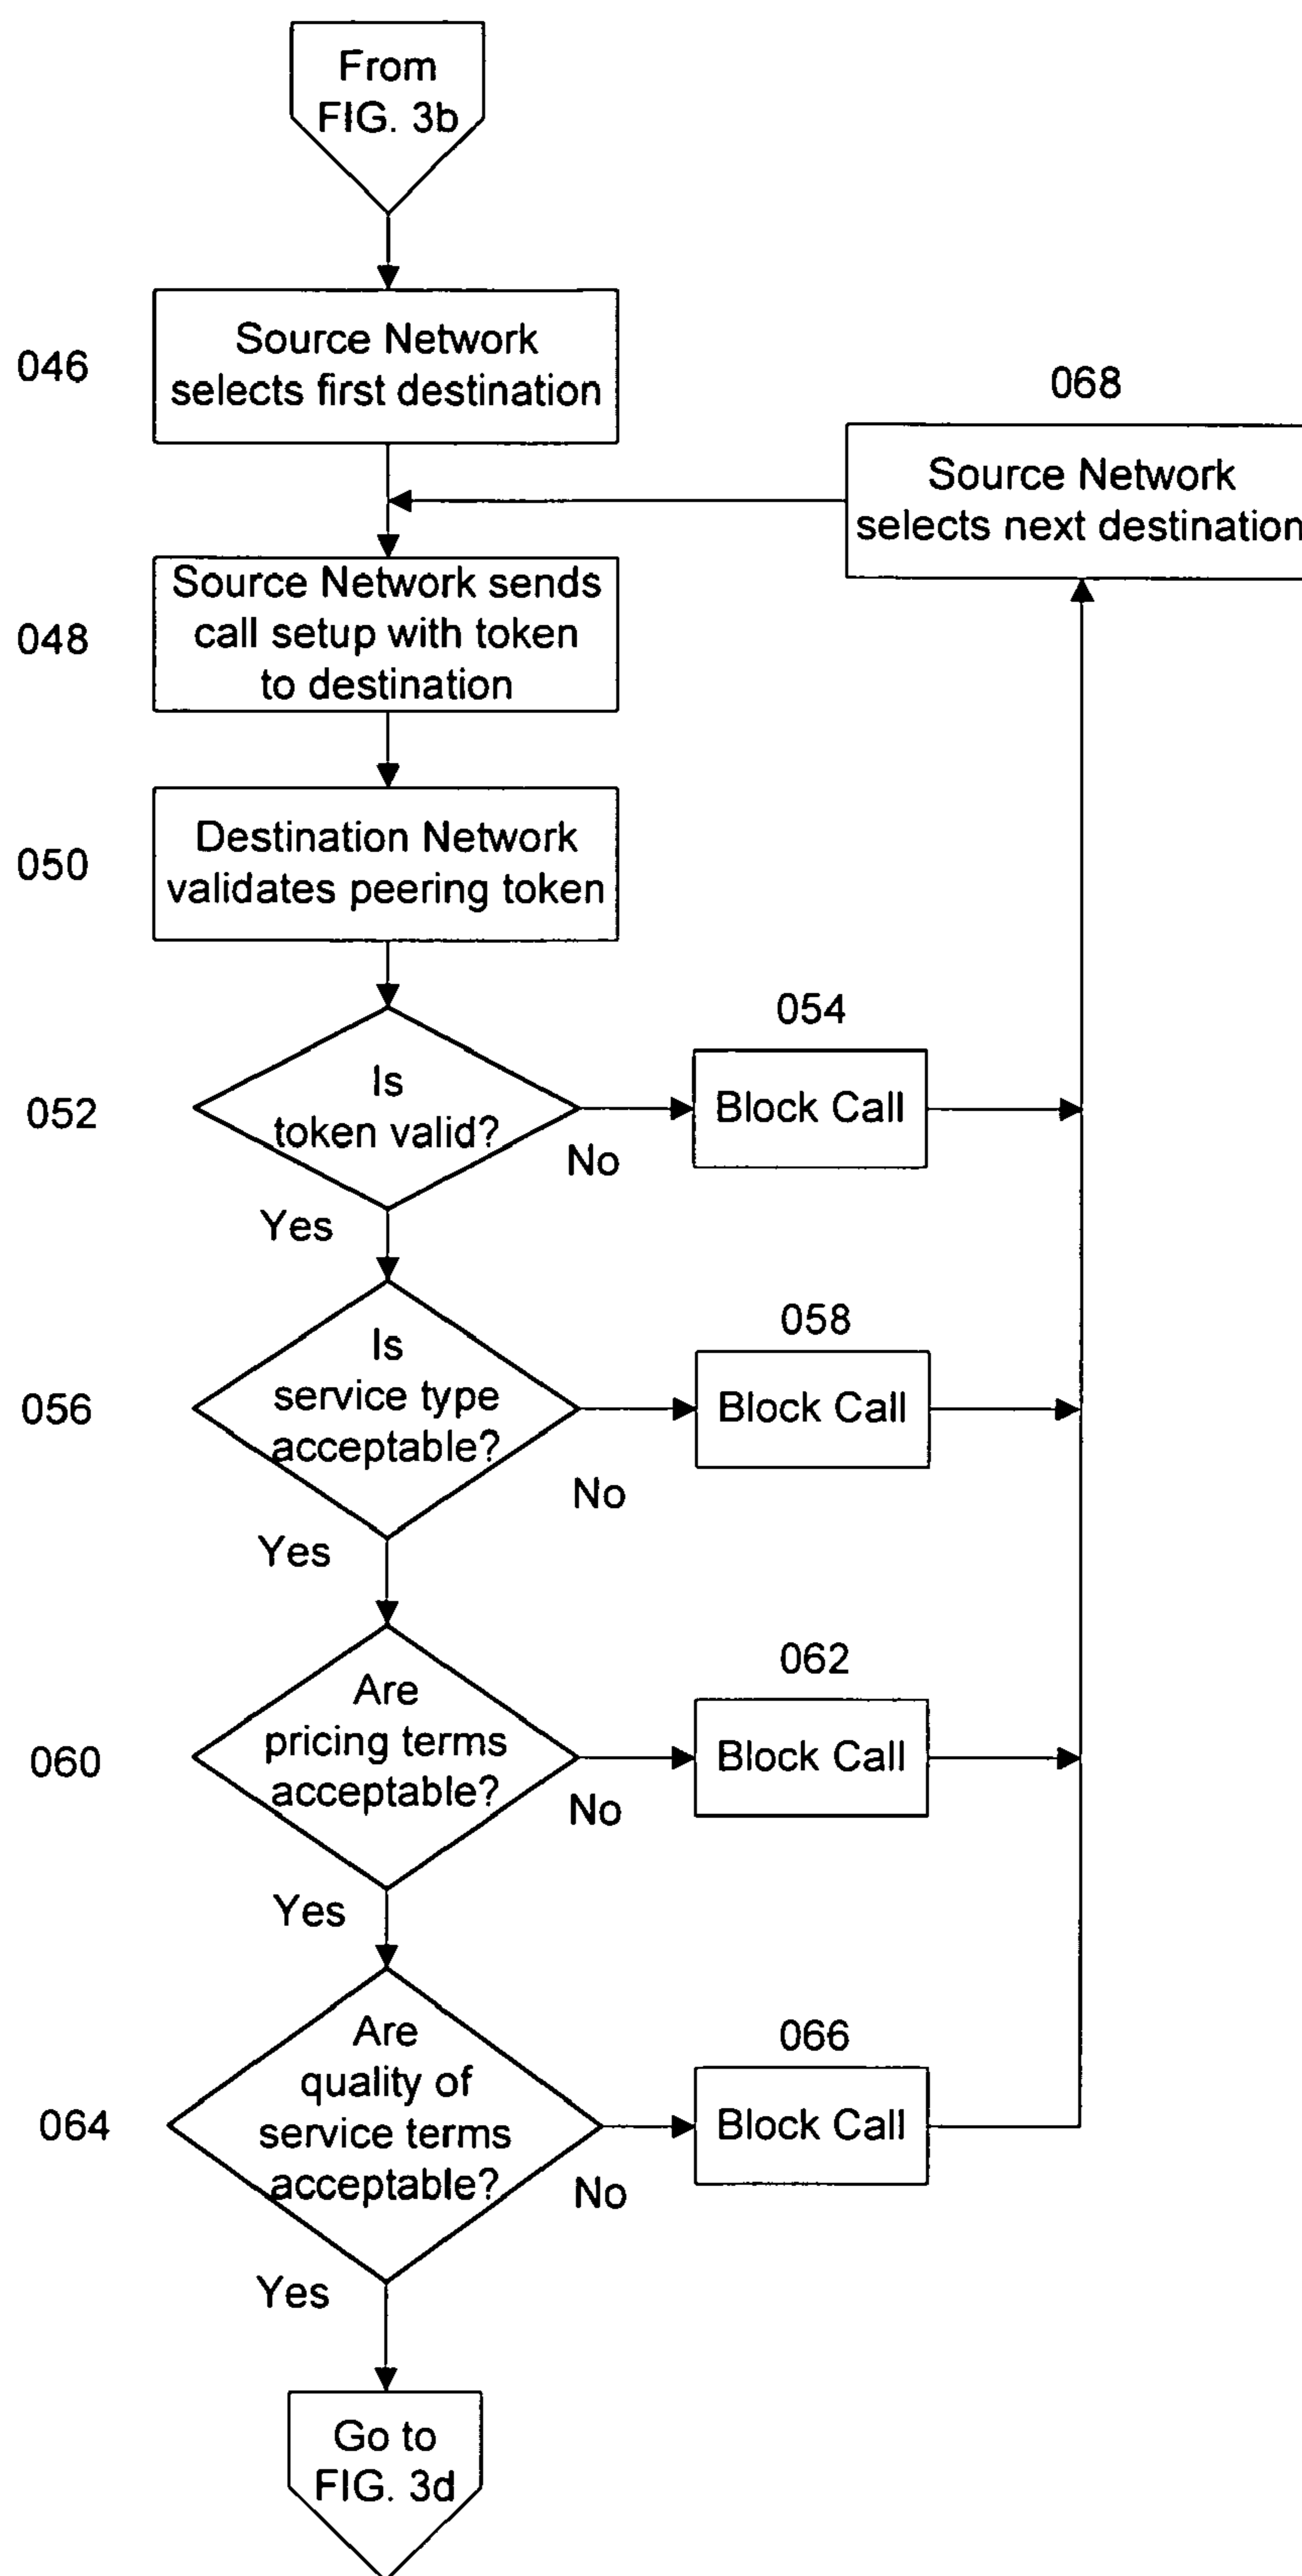 From
FIG. 3b
046
Source Network
selects first destination
068
Source Network
selects next destination
048
Source Network sends
call setup with token
to destination
050
Destination Network
validates peering token
052
Is
token valid?
No
054
Block Call
Yes
056
Is
service type
acceptable?
No
058
Block Call
Yes
060
Are
pricing terms
acceptable?
No
062
Block Call
Yes
064
Are
quality of
service terms
acceptable?
No
066
Block Call
Yes
Go to
FIG. 3d